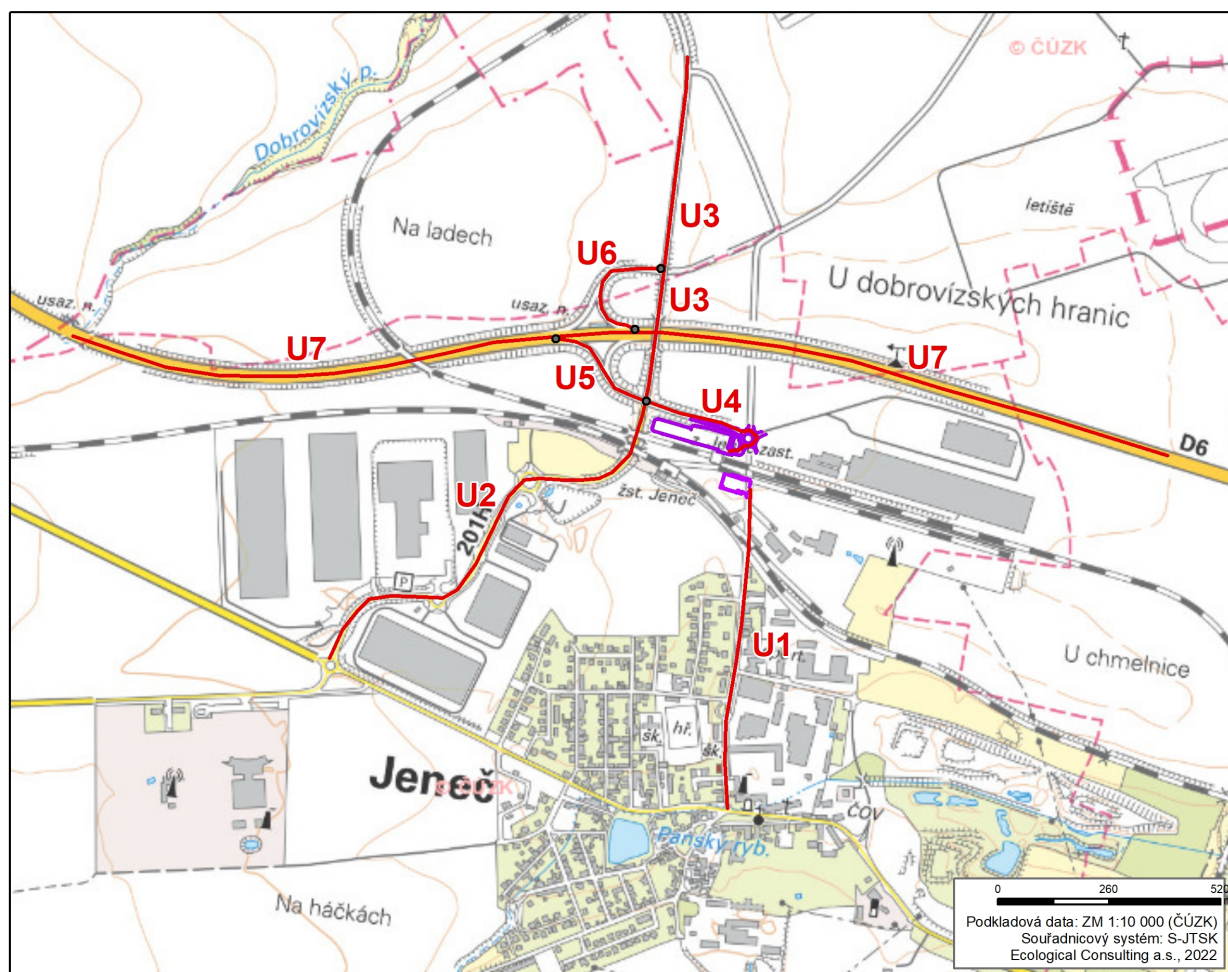 © ČÚZK
Dobrovízský p.
U3
letiště
Na ladech
U6
U dobrovízských hranic
usaz. n.
usaz. n.
U3
U7
U7
U5
U4
D6
zast.
U2
žst. Jeneč
P
U1
U chmelnice
hř.
šk.
šk.
Jeneč
ČOV
Panský ryb.
Na háčkách
0 260 520
Podkladová data: ZM 1:10 000 (ČÚZK)
Souřadnicový systém: S-JTSK
Ecological Consulting a.s., 2022